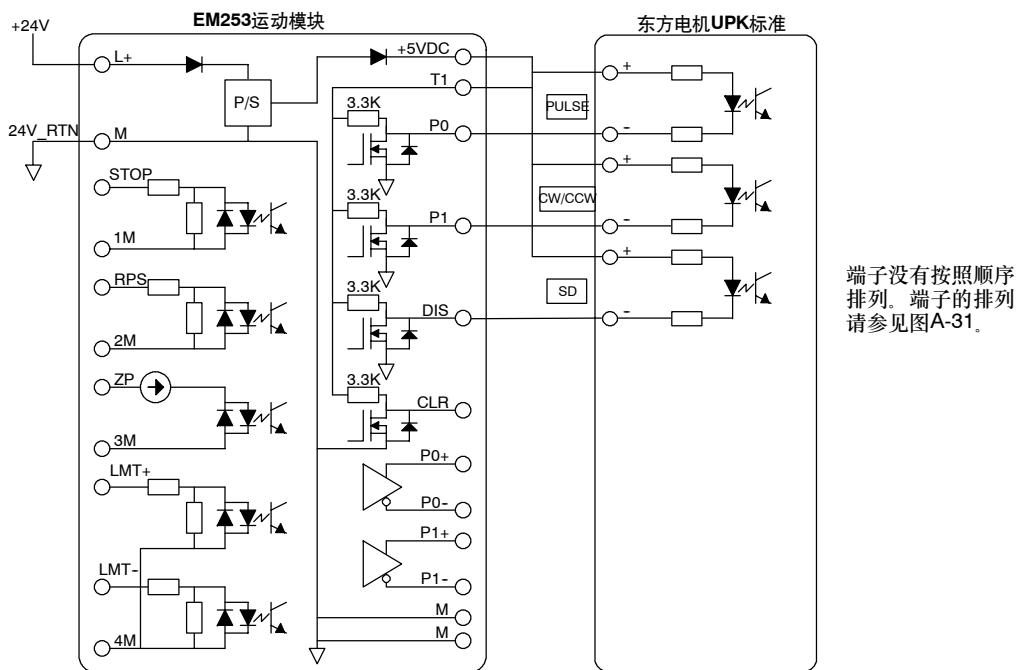 EM253运动模块
东方电机UPK标准
+24V
L+
+5VDC
+
T1
P/S
3.3K
PULSE
24V_RTN
M
P0
-
STOP
+
3.3K
CW/CCW
1M
P1
-
RPS
+
3.3K
SD
2M
DIS
-
端子没有按照顺序
排列。端子的排列
请参见图A-31。
ZP
3.3K
CLR
3M
P0+
LMT+
P0-
P1+
LMT-
P1-
M
4M
M